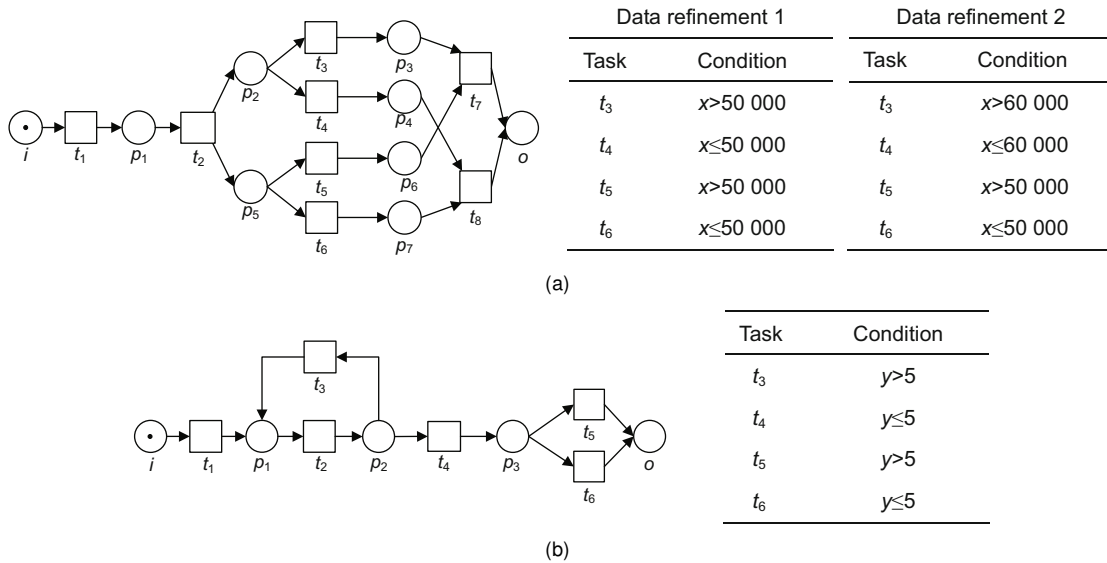 Data refinement 1
Task Condition
t3 x>50 000
t4 x≤50 000
t5 x>50 000
t6 x≤50 000
Data refinement 2
Task Condition
t3 x>60 000
t4 x≤60 000
t5 x>50 000
t6 x≤50 000
i
t1
p1
t2
p2
p5
t3
t4
t5
t6
p3
p4
p6
p7
t7
t8
o
(a)
t3
i
t1
p1
t2
p2
t4
p3
t5
t6
o
Task Condition
t3 y>5
t4 y≤5
t5 y>5
t6 y≤5
(b)